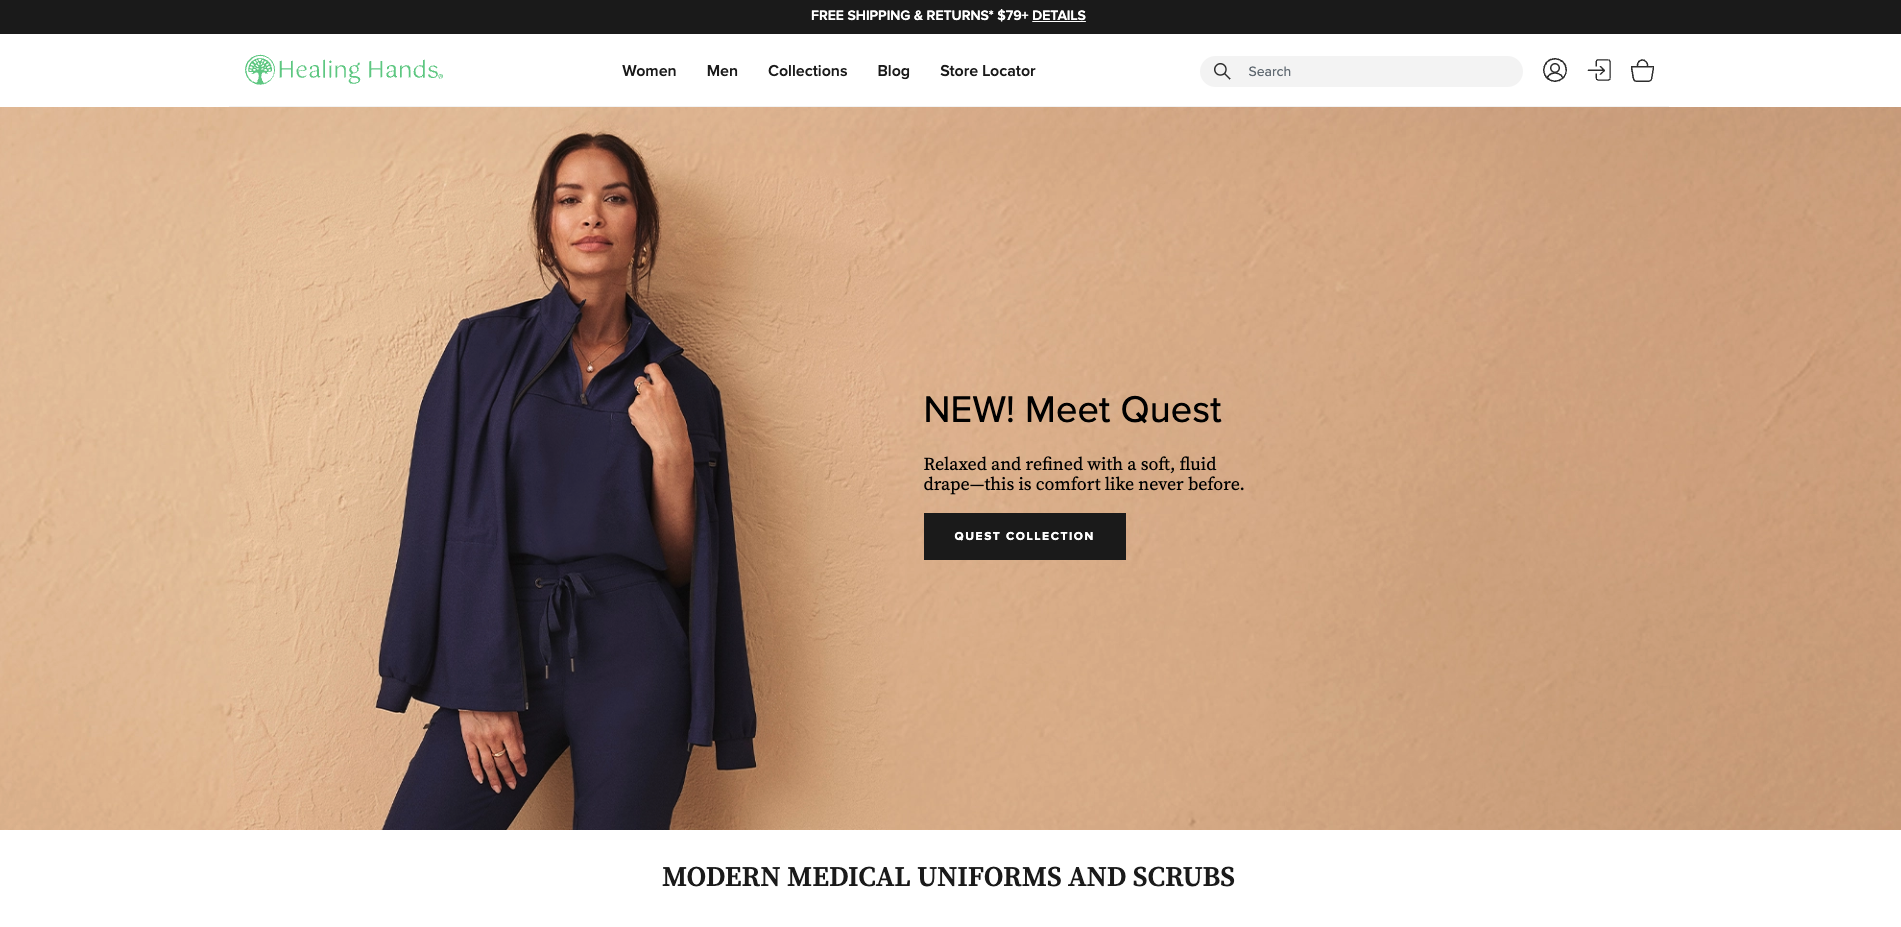 FREE SHIPPING & RETURNS* $79+ DETAILS
Healing Hands®
Women Men Collections Blog Store Locator
Search
NEW! Meet Quest
Relaxed and refined with a soft, fluid
drape—this is comfort like never before.
QUEST COLLECTION
MODERN MEDICAL UNIFORMS AND SCRUBS